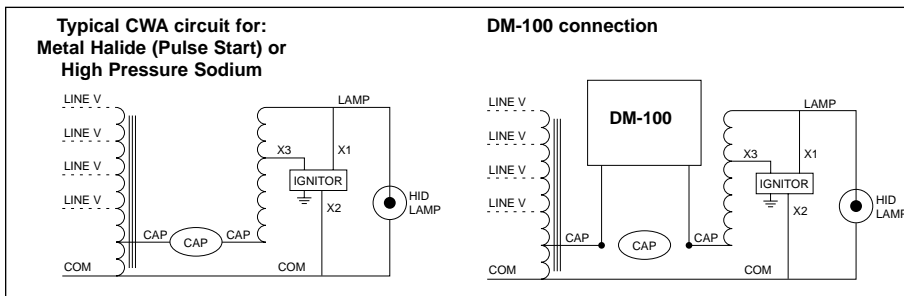 Typical CWA circuit for:
Metal Halide (Pulse Start) or
High Pressure Sodium
LINE V
LINE V
LINE V
LINE V
LAMP
X3
X1
IGNITOR
X2
HID
LAMP
CAP
CAP
CAP
COM
COM
DM-100 connection
LINE V
LINE V
LINE V
LINE V
DM-100
LAMP
X3
X1
IGNITOR
X2
HID
LAMP
CAP
CAP
CAP
COM
COM